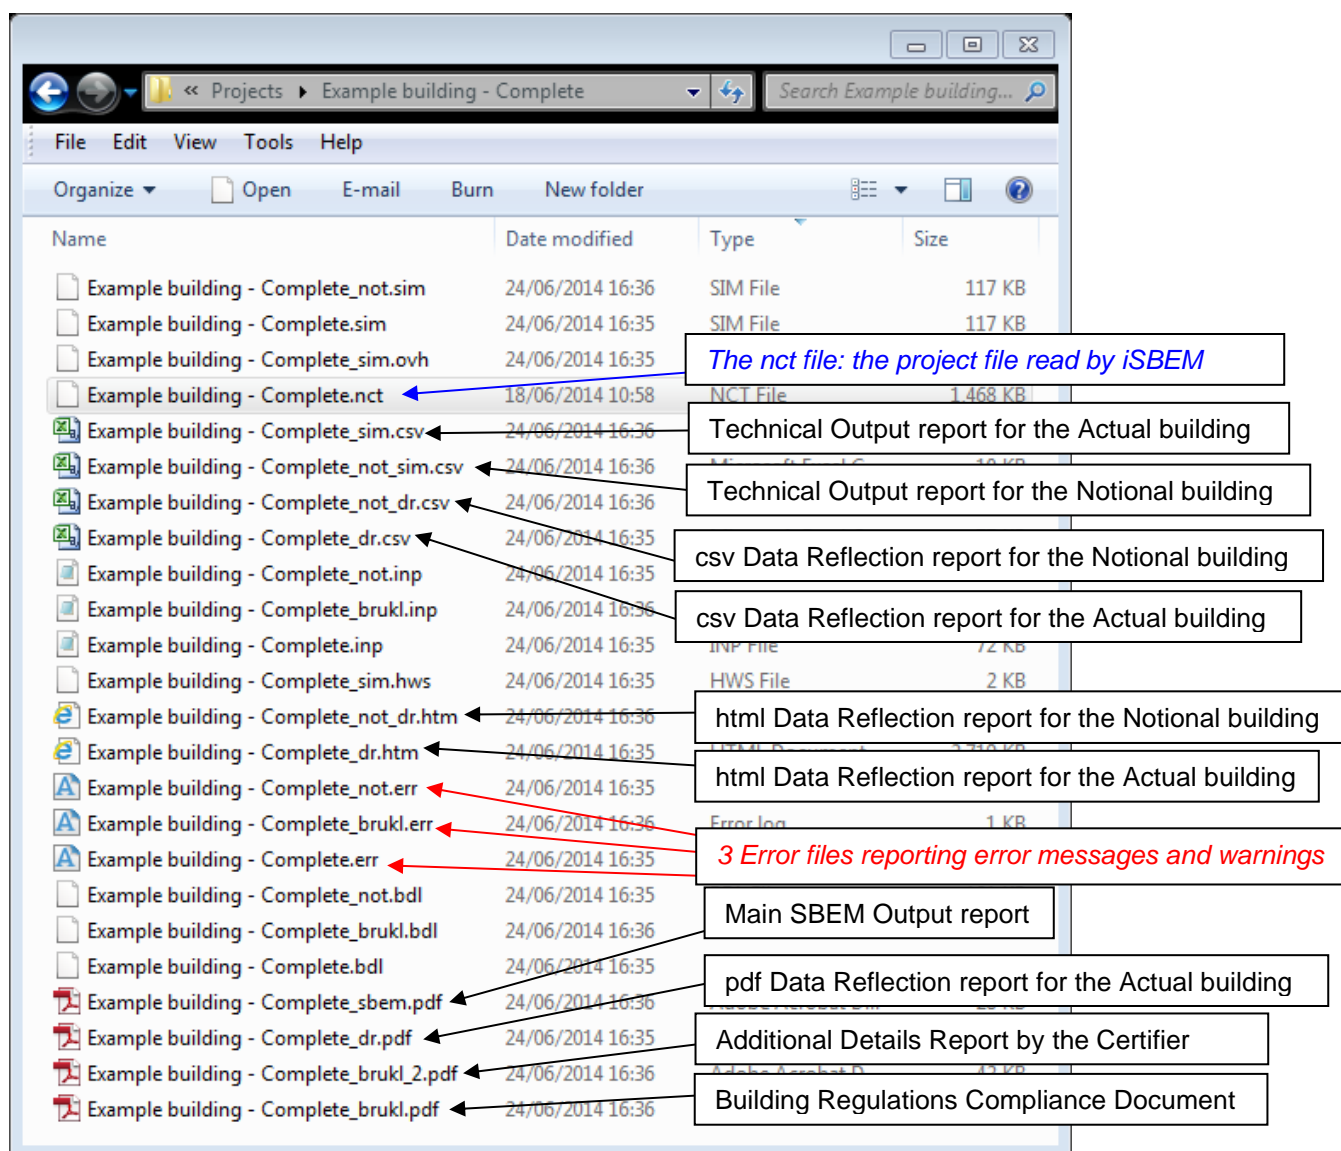 « Projects ▸ Example building - Complete
Search Example building...
File Edit View Tools Help
Organize Open E-mail Burn New folder
Name Date modified Type Size
Example building - Complete_not.sim 24/06/2014 16:36 SIM File 117 KB
Example building - Complete.sim 24/06/2014 16:35 SIM File 117 KB
Example building - Complete_sim.ovh 24/06/2014 16:35
The nct file: the project file read by iSBEM
Example building - Complete.nct 18/06/2014 10:58 NCT File 1,468 KB
Example building - Complete_sim.csv 24/06/2014 16:36
Technical Output report for the Actual building
Example building - Complete_not_sim.csv 24/06/2014 16:36
Technical Output report for the Notional building
Example building - Complete_not_dr.csv 24/06/2014 16:36
Example building - Complete_dr.csv 24/06/2014 16:35
csv Data Reflection report for the Notional building
Example building - Complete_not.inp 24/06/2014 16:35
Example building - Complete_brukl.inp 24/06/2014 16:36
csv Data Reflection report for the Actual building
Example building - Complete.inp 24/06/2014 16:35 INP File 72 KB
Example building - Complete_sim.hws 24/06/2014 16:35 HWS File 2 KB
Example building - Complete_not_dr.htm 24/06/2014 16:36
html Data Reflection report for the Notional building
Example building - Complete_dr.htm 24/06/2014 16:35
html Data Reflection report for the Actual building
Example building - Complete_not.err 24/06/2014 16:35
Example building - Complete_brukl.err 24/06/2014 16:36 Error log 1 KB
3 Error files reporting error messages and warnings
Example building - Complete.err 24/06/2014 16:35
Example building - Complete_not.bdl 24/06/2014 16:35
Main SBEM Output report
Example building - Complete_brukl.bdl 24/06/2014 16:36
Example building - Complete.bdl 24/06/2014 16:35
pdf Data Reflection report for the Actual building
Example building - Complete_sbem.pdf 24/06/2014 16:36
Example building - Complete_dr.pdf 24/06/2014 16:35
Additional Details Report by the Certifier
Example building - Complete_brukl_2.pdf 24/06/2014 16:36
Example building - Complete_brukl.pdf 24/06/2014 16:36
Building Regulations Compliance Document